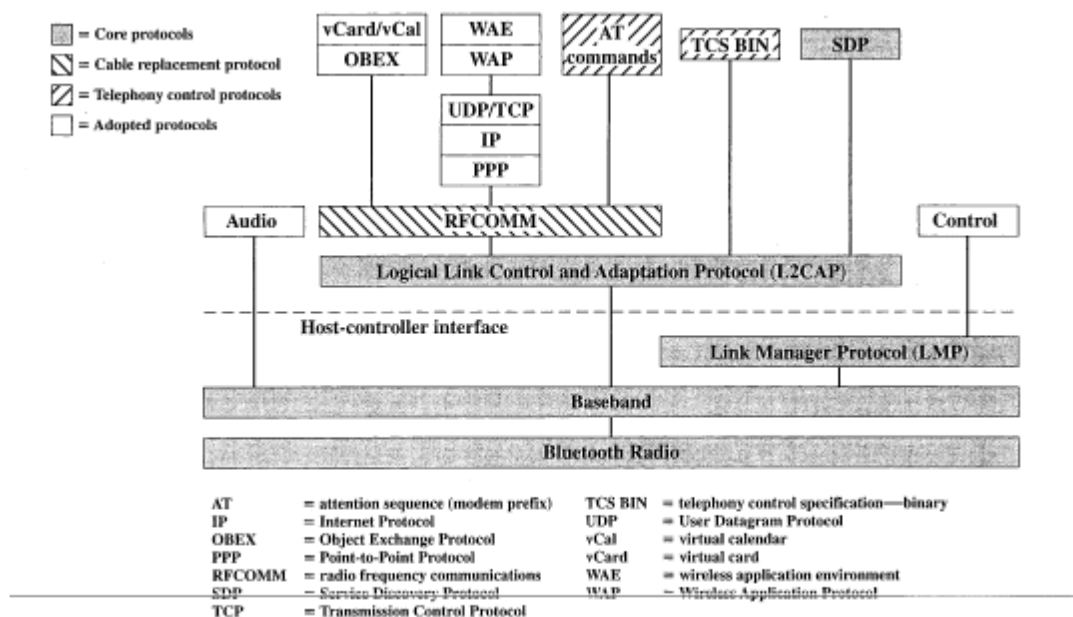 = Core protocols
= Cable replacement protocol
= Telephony control protocols
= Adopted protocols
vCard/vCal
OBEX
WAE
WAP
UDP/TCP
IP
PPP
AT
commands
TCS BIN
SDP
Audio
RFCOMM
Control
Logical Link Control and Adaptation Protocol (L2CAP)
Host-controller interface
Link Manager Protocol (LMP)
Baseband
Bluetooth Radio
AT = attention sequence (modem prefix)
IP = Internet Protocol
OBEX = Object Exchange Protocol
PPP = Point-to-Point Protocol
RFCOMM = radio frequency communications
SDP = Service Discovery Protocol
TCP = Transmission Control Protocol
TCS BIN = telephony control specification—binary
UDP = User Datagram Protocol
vCal = virtual calendar
vCard = virtual card
WAE = wireless application environment
WAP = Wireless Application Protocol